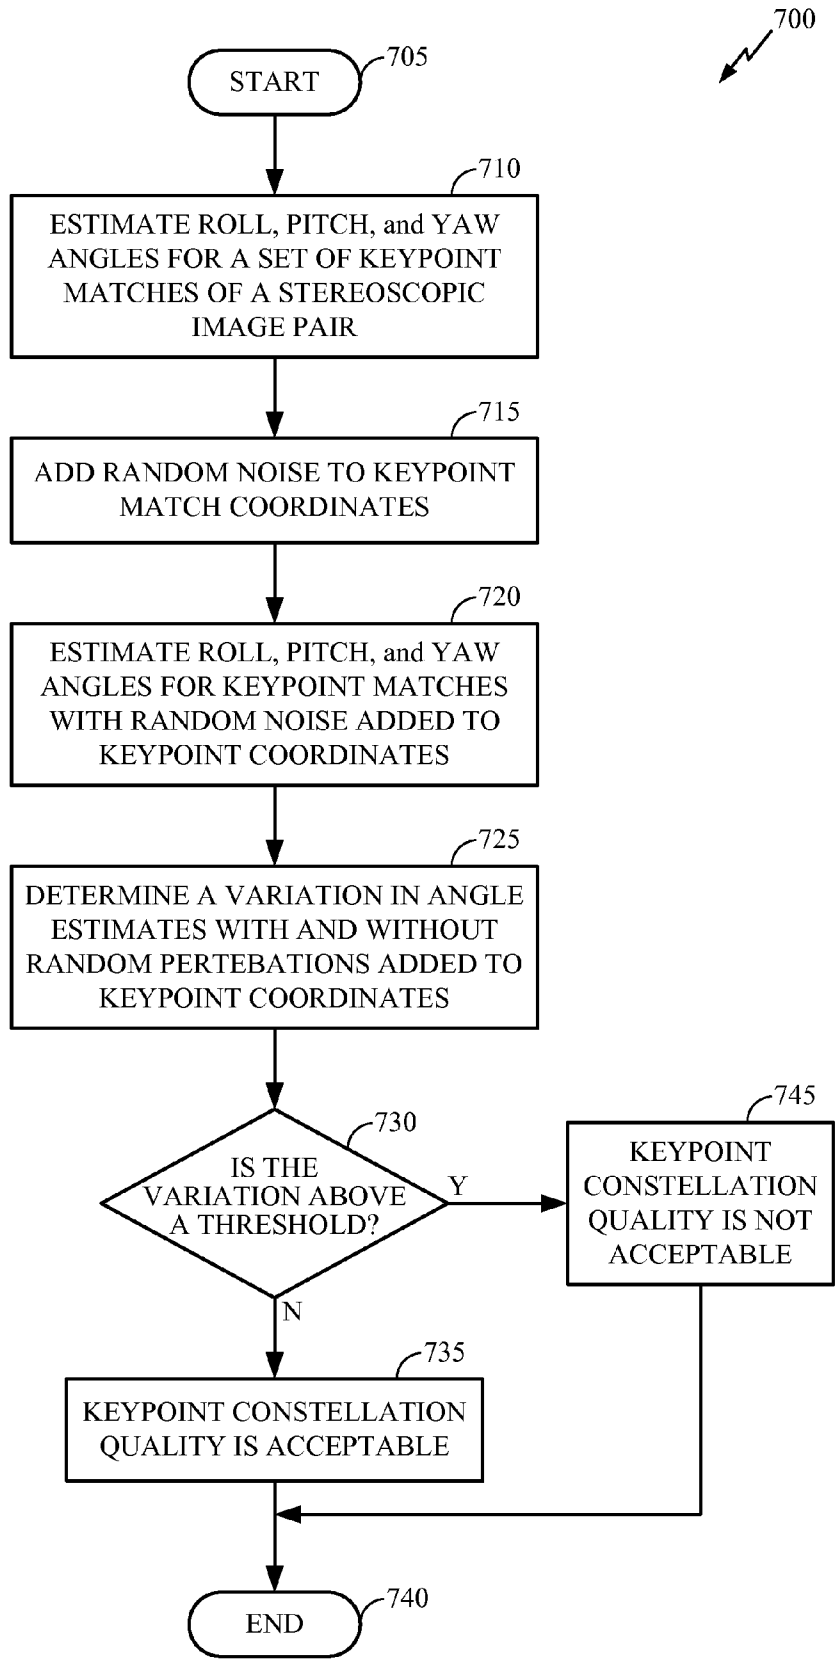 700
705
START
710
ESTIMATE ROLL, PITCH, and YAW
ANGLES FOR A SET OF KEYPOINT
MATCHES OF A STEREOSCOPIC
IMAGE PAIR
715
ADD RANDOM NOISE TO KEYPOINT
MATCH COORDINATES
720
ESTIMATE ROLL, PITCH, and YAW
ANGLES FOR KEYPOINT MATCHES
WITH RANDOM NOISE ADDED TO
KEYPOINT COORDINATES
725
DETERMINE A VARIATION IN ANGLE
ESTIMATES WITH AND WITHOUT
RANDOM PERTEBATIONS ADDED TO
KEYPOINT COORDINATES
730
IS THE
VARIATION ABOVE
A THRESHOLD?
Y
745
KEYPOINT
CONSTELLATION
QUALITY IS NOT
ACCEPTABLE
N
735
KEYPOINT CONSTELLATION
QUALITY IS ACCEPTABLE
740
END